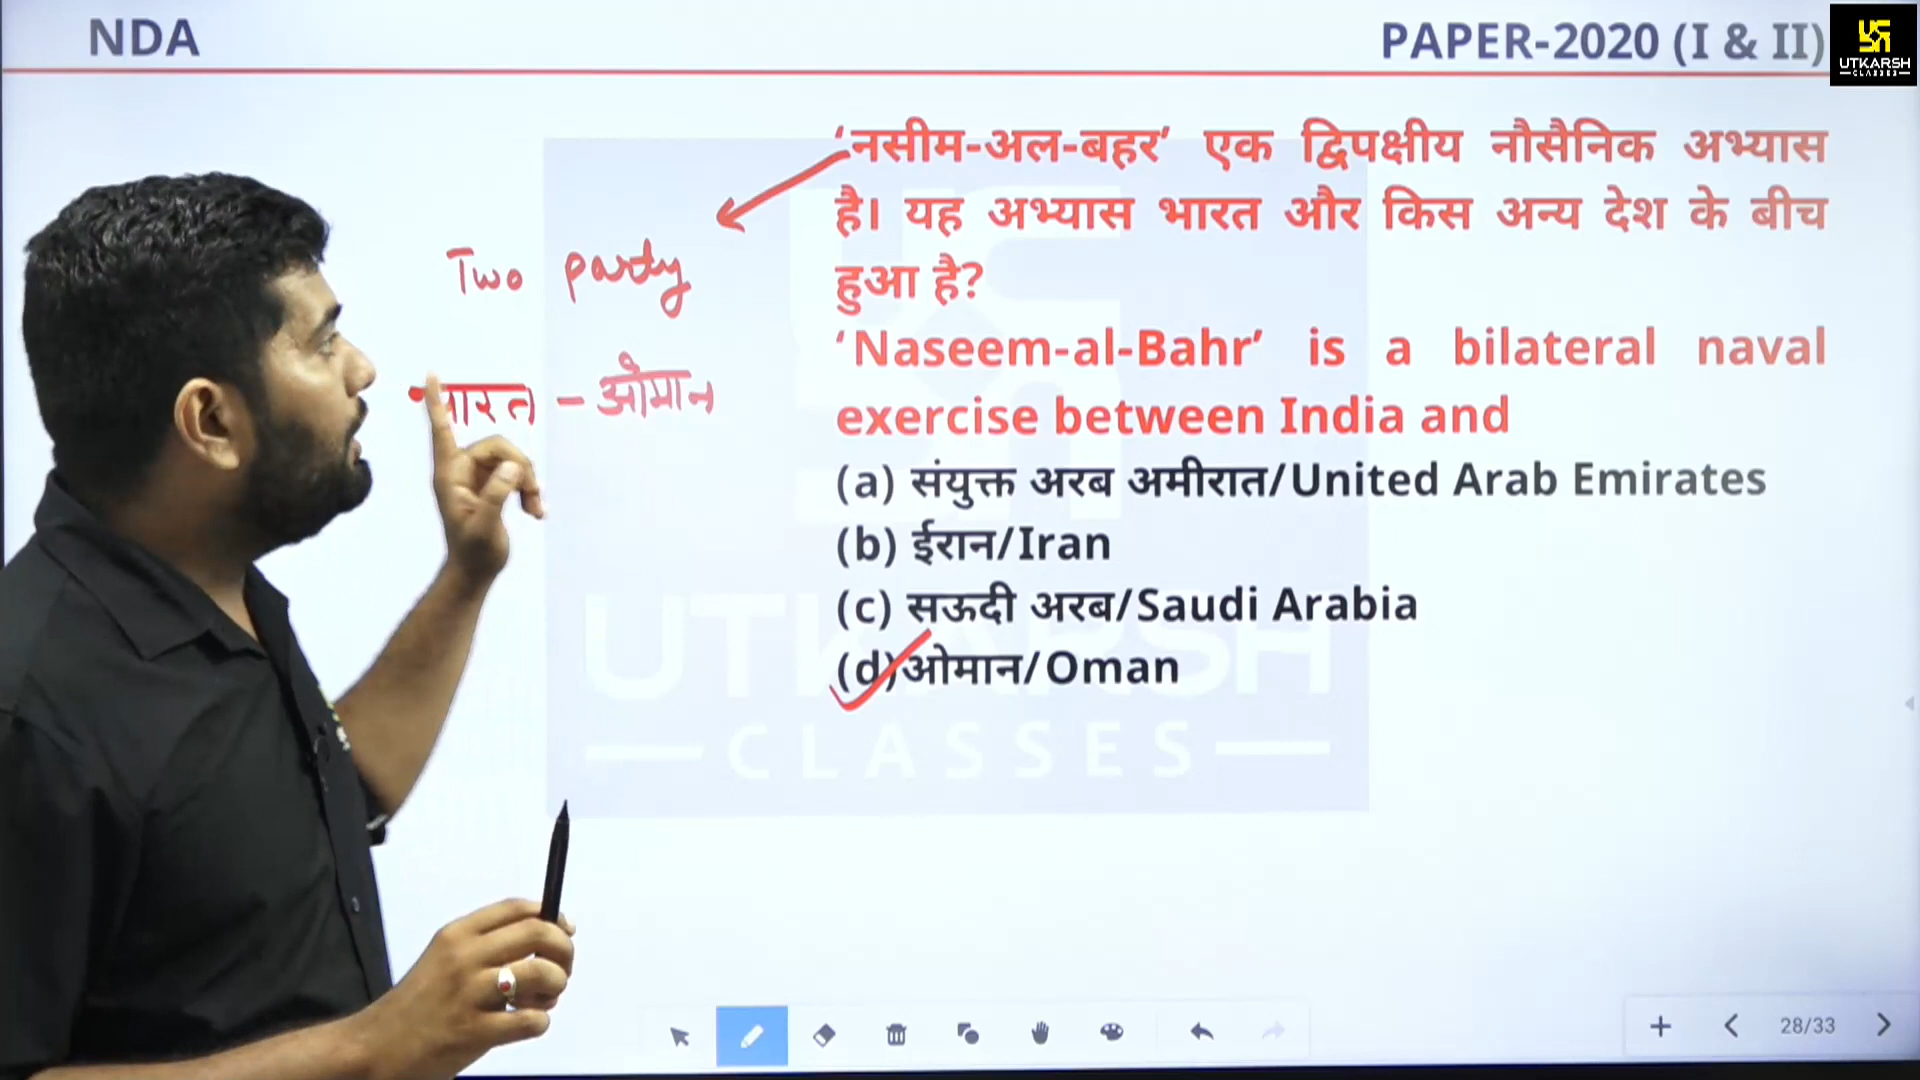 NDA
PAPER-2020 (I & II)
UTKARSH
CLASSES
‘नसीम-अल-बहर’ एक द्विपक्षीय नौसैनिक अभ्यास
है। यह अभ्यास भारत और किस अन्य देश के बीच
हुआ है?
Two party
भारत – ओमान
‘Naseem-al-Bahr’ is a bilateral naval
exercise between India and
(a) संयुक्त अरब अमीरात/United Arab Emirates
(b) ईरान/Iran
(c) सऊदी अरब/Saudi Arabia
(d) ओमान/Oman
UTKARSH
CLASSES
28/33